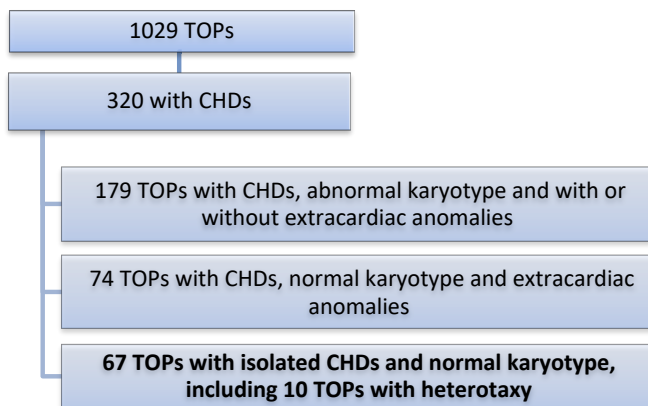 1029 TOPs
320 with CHDs
179 TOPs with CHDs, abnormal karyotype and with or
without extracardiac anomalies
74 TOPs with CHDs, normal karyotype and extracardiac
anomalies
67 TOPs with isolated CHDs and normal karyotype,
including 10 TOPs with heterotaxy